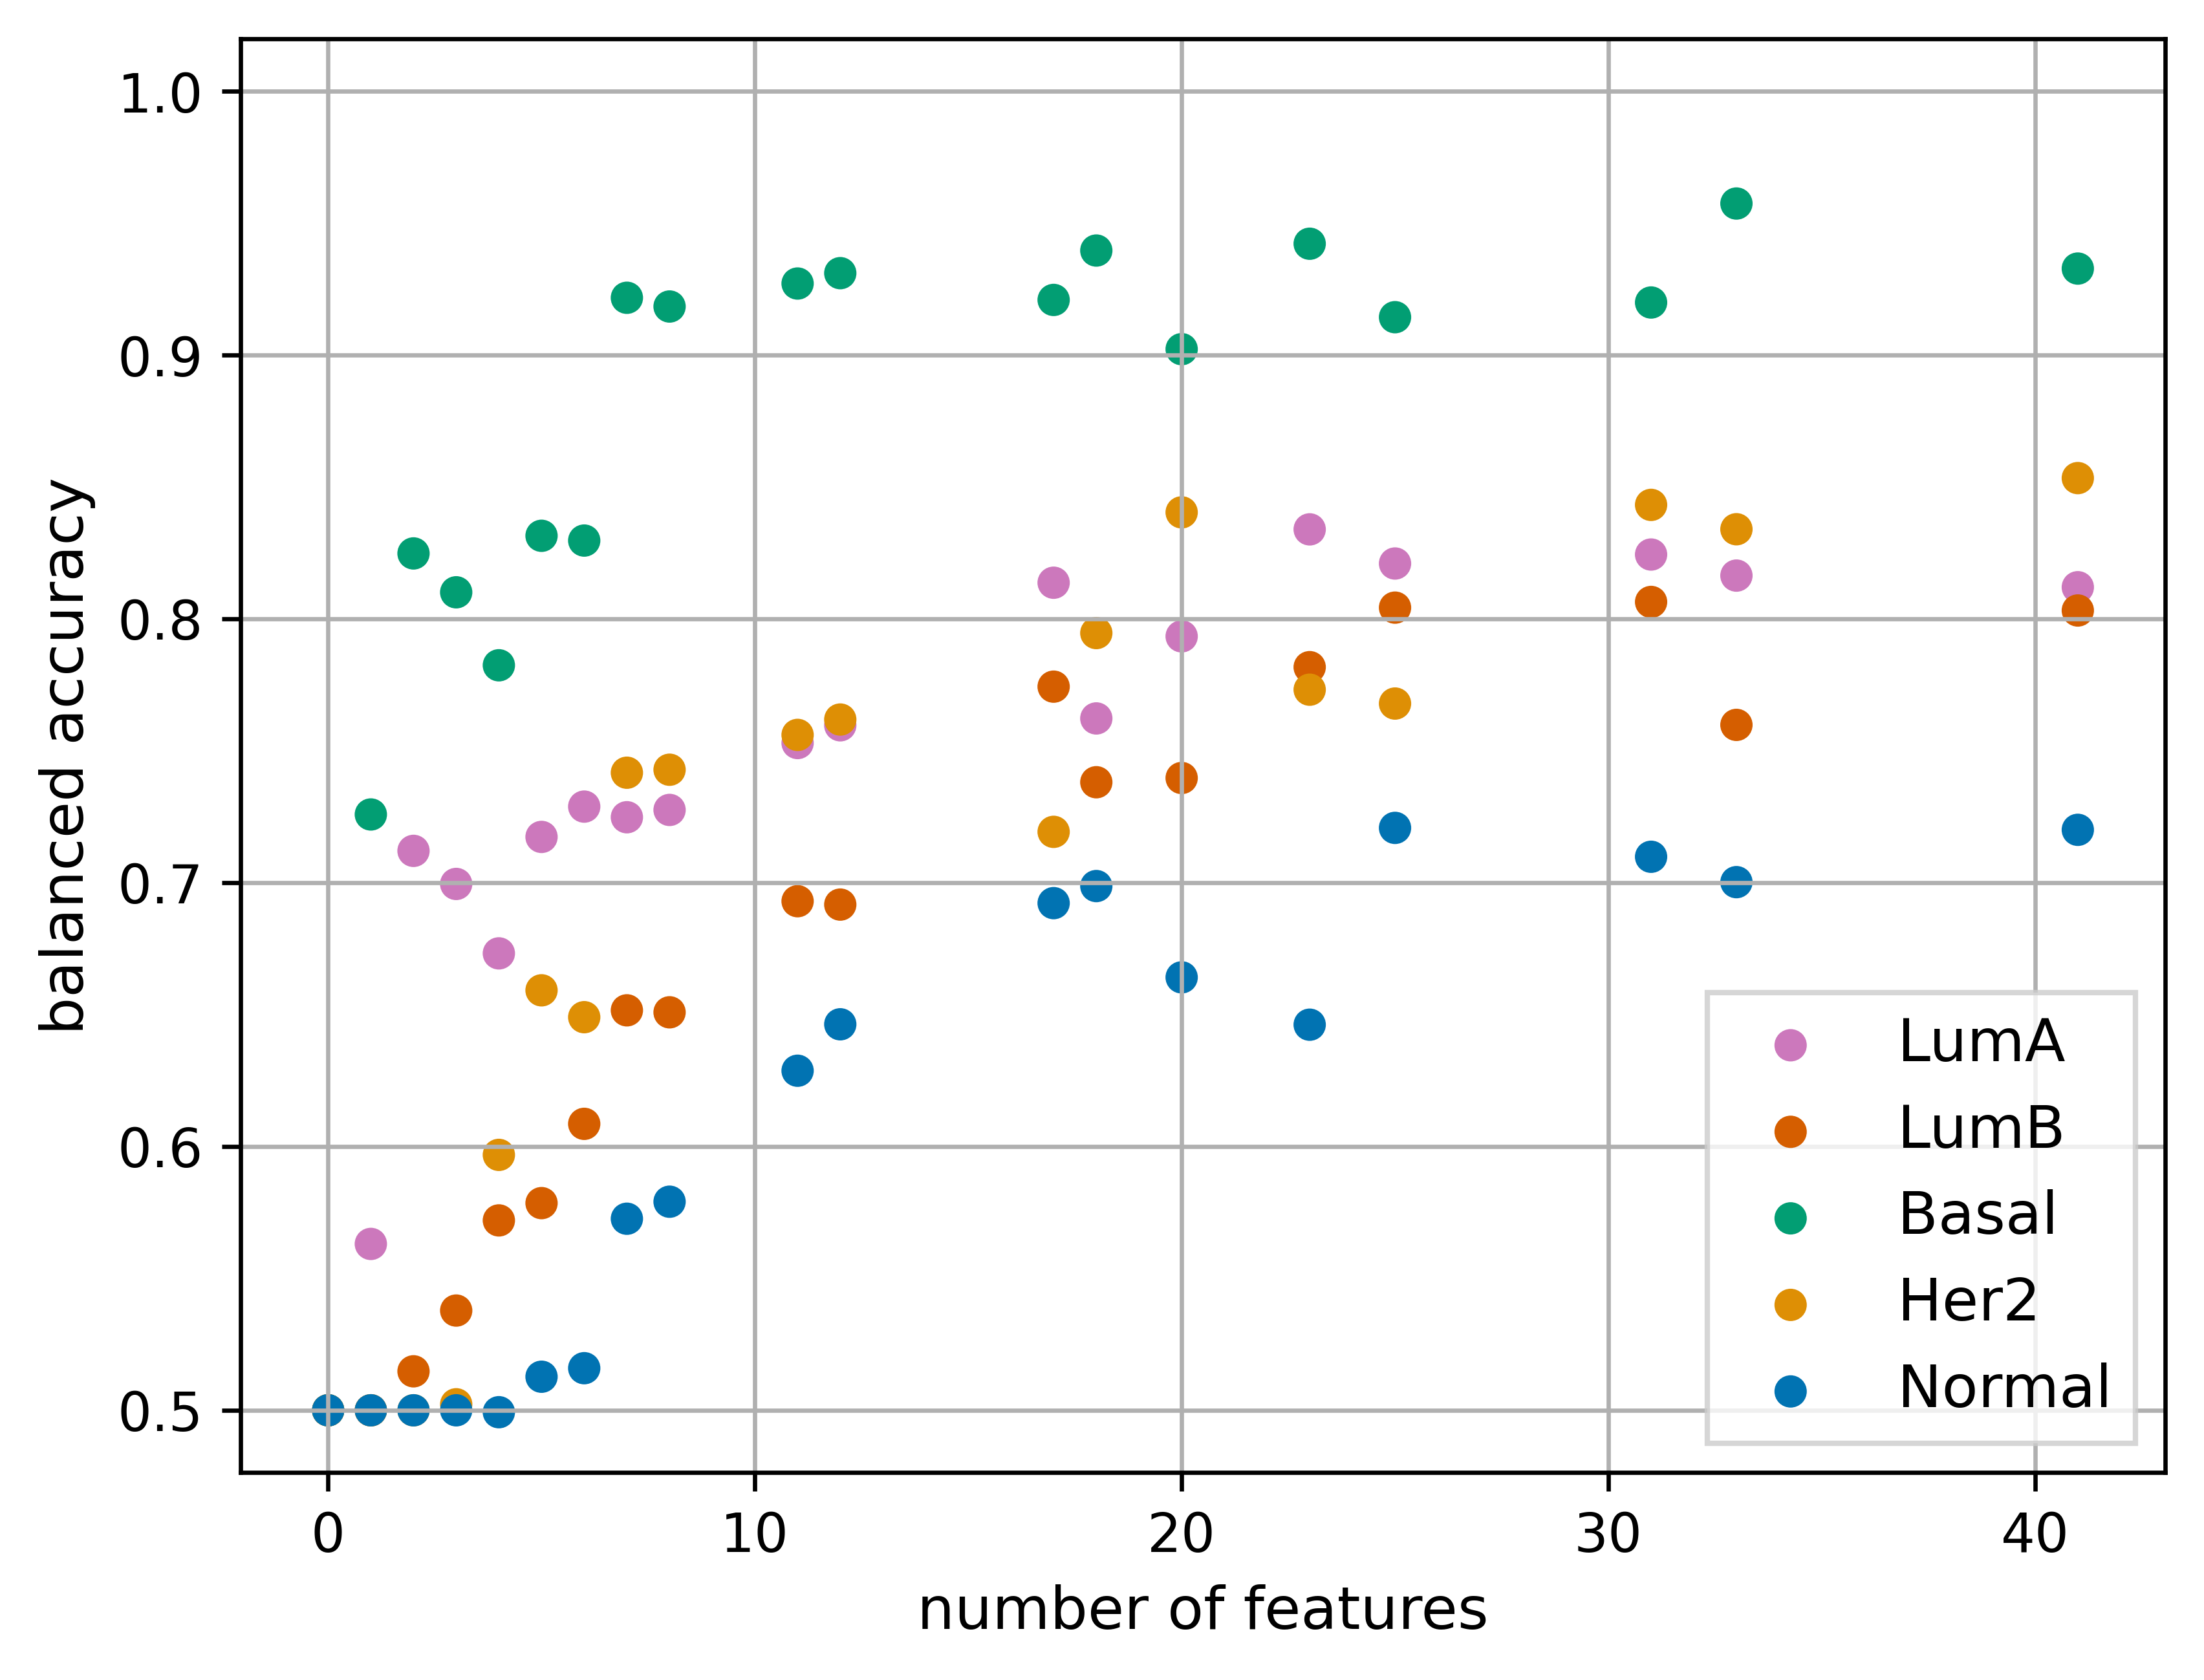 1.0
0.9
0.8
0.7
0.6
0.5
balanced accuracy
0 10 20 30 40
number of features
LumA
LumB
Basal
Her2
Normal